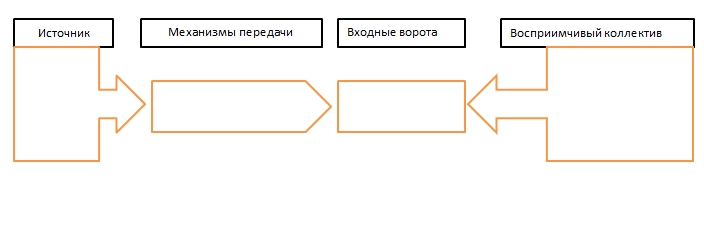 Источник
Механизмы передачи
Входные ворота
Восприимчивый коллектив